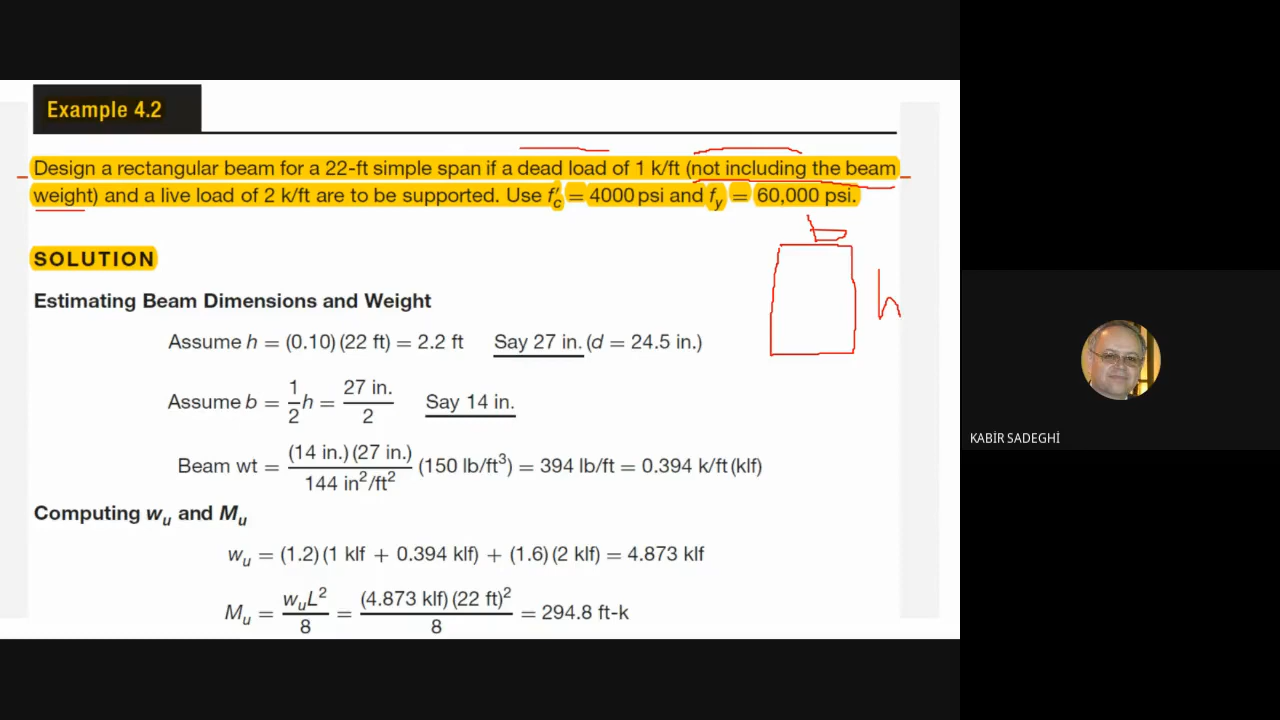 Example 4.2
Design a rectangular beam for a 22-ft simple span if a dead load of 1 k/ft (not including the beam
weight) and a live load of 2 k/ft are to be supported. Use f′c = 4000 psi and fy = 60,000 psi.
b
SOLUTION
h
Estimating Beam Dimensions and Weight
Assume h = (0.10)(22 ft) = 2.2 ft Say 27 in. (d = 24.5 in.)
Assume b = 1/2 h = 27 in./2 Say 14 in.
Beam wt = (14 in.)(27 in.)/144 in²/ft² (150 lb/ft³) = 394 lb/ft = 0.394 k/ft (klf)
KABİR SADEGHİ
Computing wu and Mu
wu = (1.2)(1 klf + 0.394 klf) + (1.6)(2 klf) = 4.873 klf
Mu = wuL²/8 = (4.873 klf)(22 ft)²/8 = 294.8 ft-k